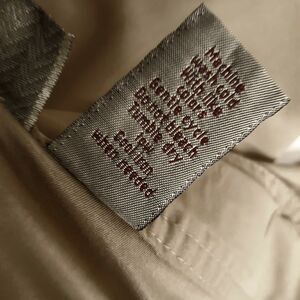 Machine
Wash Cold
With like
Colors
Gentle Cycle
Do not bleach
Tumble dry
low
Cool iron
When needed